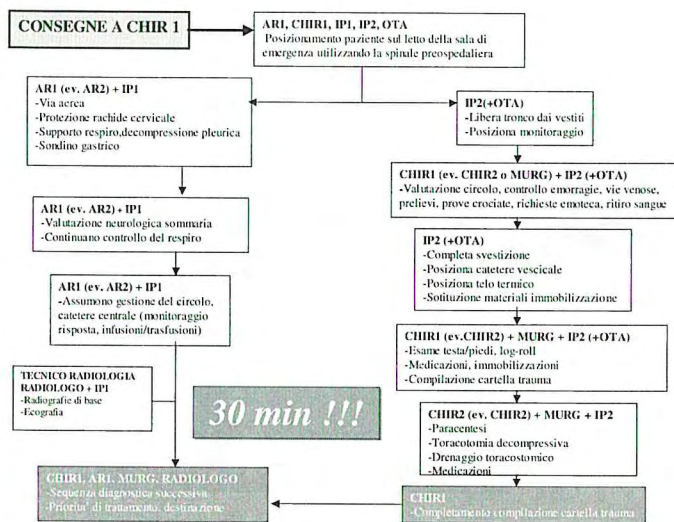 CONSEGNE A CHIR 1
AR1, CHIR1, IP1, IP2, OTA
Posizionamento paziente sul letto della sala di
emergenza utilizzando la spinale preospedaliera
AR1 (ev. AR2) + IP1
-Via aerea
-Protezione rachide cervicale
-Supporto respiro,decompressione pleurica
-Sondino gastrico
IP2(+OTA)
-Libera tronco dai vestiti
-Posiziona monitoraggio
CHIR1 (ev. CHIR2 o MURG) + IP2 (+OTA)
-Valutazione circolo, controllo emorragie, vie venose,
prelievi, prove crociate, richieste emoteca, ritiro sangue
AR1 (ev. AR2) + IP1
-Valutazione neurologica sommaria
-Continuano controllo del respiro
IP2 (+OTA)
-Completa svestizione
-Posiziona catetere vescicale
-Posiziona telo termico
-Sotituzione materiali immobilizzazione
AR1 (ev. AR2) + IP1
-Assumono gestione del circolo,
catetere centrale (monitoraggio
risposta, infusioni/trasfusioni)
CHIR1 (ev.CHIR2) + MURG + IP2 (+OTA)
-Esame testa/piedi, log-roll
-Medicazioni, immobilizzazioni
-Compilazione cartella trauma
TECNICO RADIOLOGIA
RADIOLOGO + IP1
-Radiografie di base
-Ecografia
30 min !!!
CHIR2 (ev. CHIR2) + MURG + IP2
-Paracentesi
-Toracotomia decompressiva
-Drenaggio toracostomico
-Medicazioni
CHIR1, AR1, MURG, RADIOLOGO
-Sequenza diagnostica successiva
-Priorita' di trattamento, destinazione
CHIR1
-Completamento compilazione cartella trauma